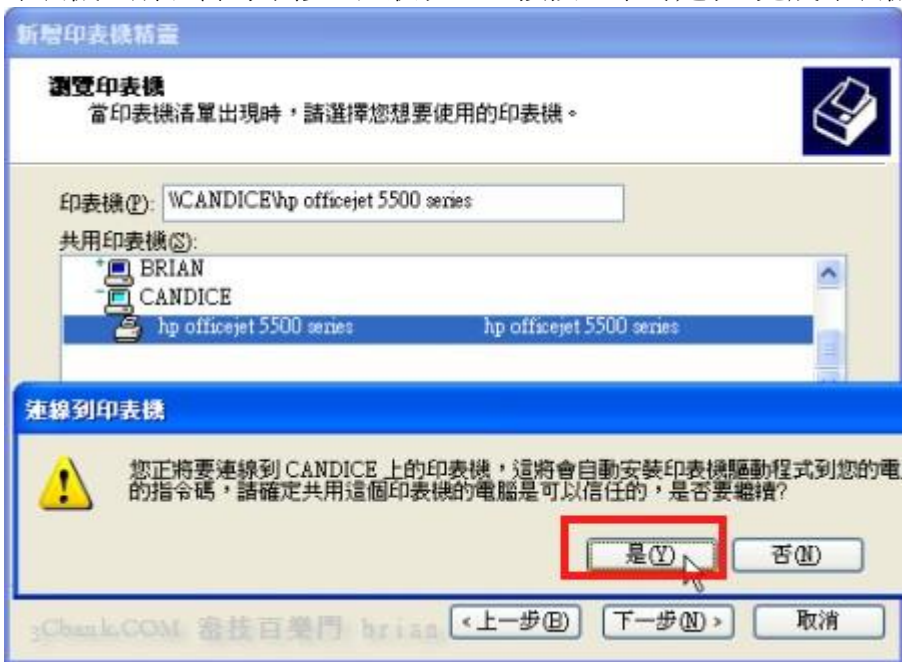 新增印表機精靈
瀏覽印表機
當印表機清單出現時，請選擇您想要使用的印表機。
印表機(P): \\CANDICE\hp officejet 5500 series
共用印表機(S):
BRIAN
CANDICE
hp officejet 5500 series hp officejet 5500 series
連線到印表機
您正將要連線到 CANDICE 上的印表機，這將會自動安裝印表機驅動程式到您的電
的指令碼，請確定共用這個印表機的電腦是可以信任的，是否要繼續?
是(Y) 否(N)
3Cbank.COM 密技百樂門 brian <上一步(B) 下一步(N)> 取消